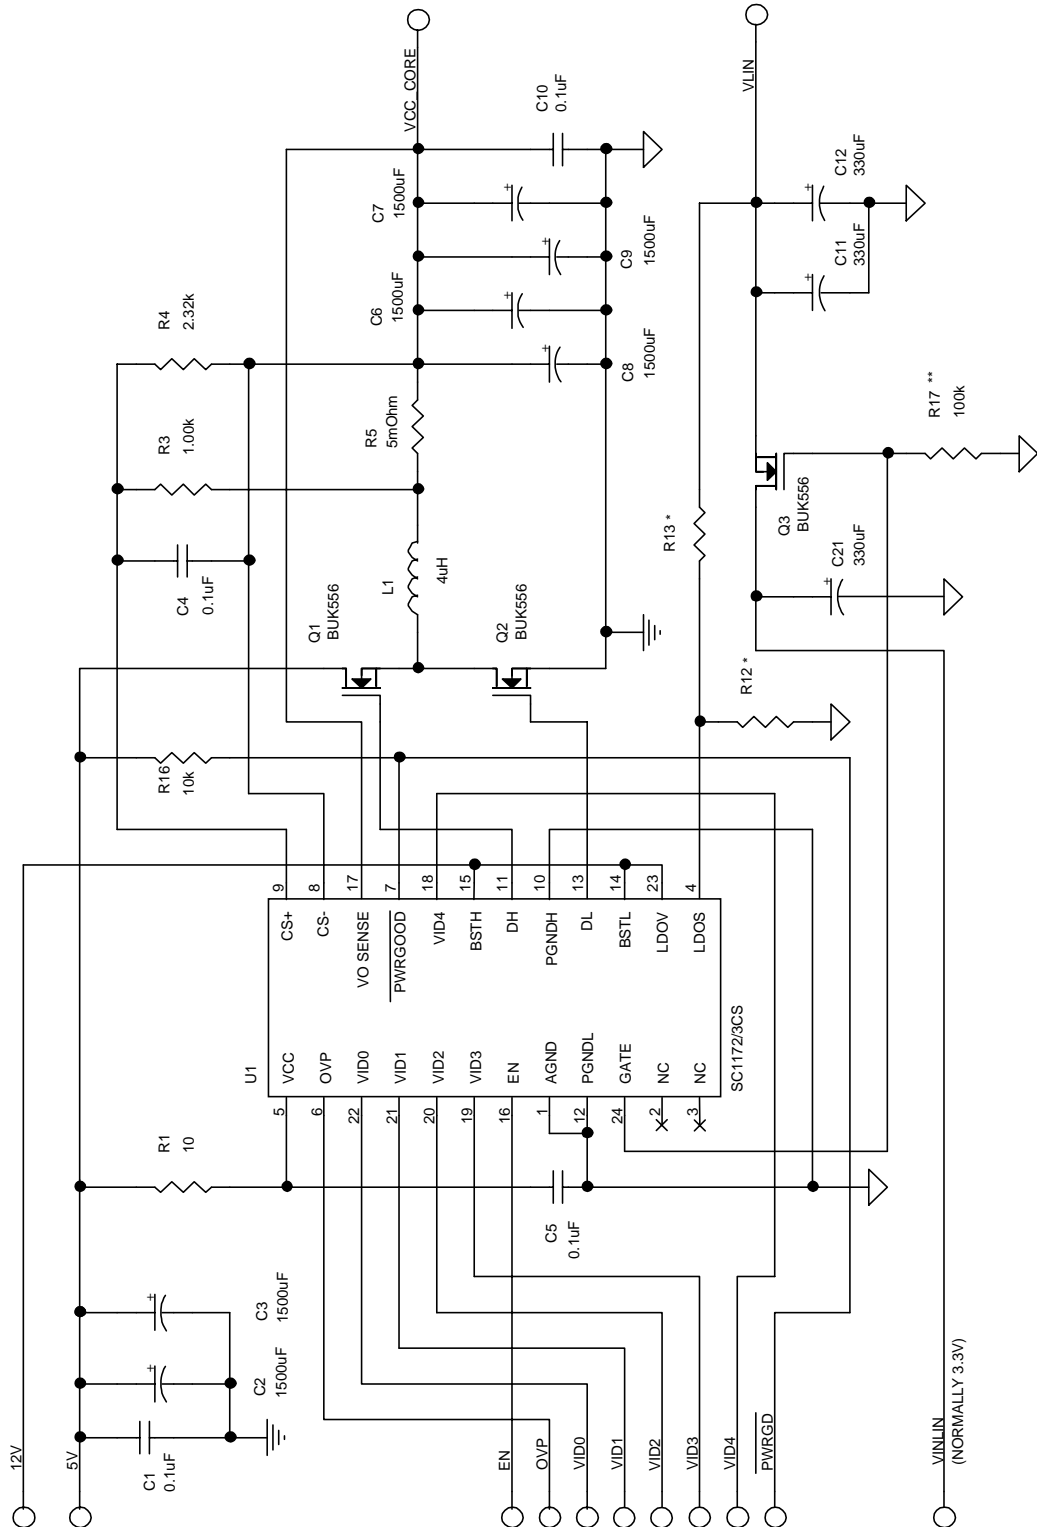 12V
5V
C1
0.1uF
C2
1500uF
C3
1500uF
R1
10
C5
0.1uF
R16
10k
C4
0.1uF
R3
1.00k
R4
2.32k
Q1
BUK556
Q2
BUK556
L1
4uH
R5
5mOhm
C6
1500uF
C7
1500uF
C8
1500uF
C9
1500uF
C10
0.1uF
VCC_CORE
U1
VCC
OVP
VID0
VID1
VID2
VID3
EN
AGND
PGNDL
GATE
NC
NC
5
6
22
21
20
19
16
1
12
24
2
3
CS+
CS-
VO SENSE
PWRGOOD
VID4
BSTH
DH
PGNDH
DL
BSTL
LDOV
LDOS
9
8
17
7
18
15
11
10
13
14
23
4
SC1172/3CS
EN
OVP
VID0
VID1
VID2
VID3
VID4
PWRGD
VINLIN
(NORMALLY 3.3V)
R12 *
R13 *
C21
330uF
Q3
BUK556
R17 **
100k
C11
330uF
C12
330uF
VLIN
+
+
+
+
+
+
+
+
+